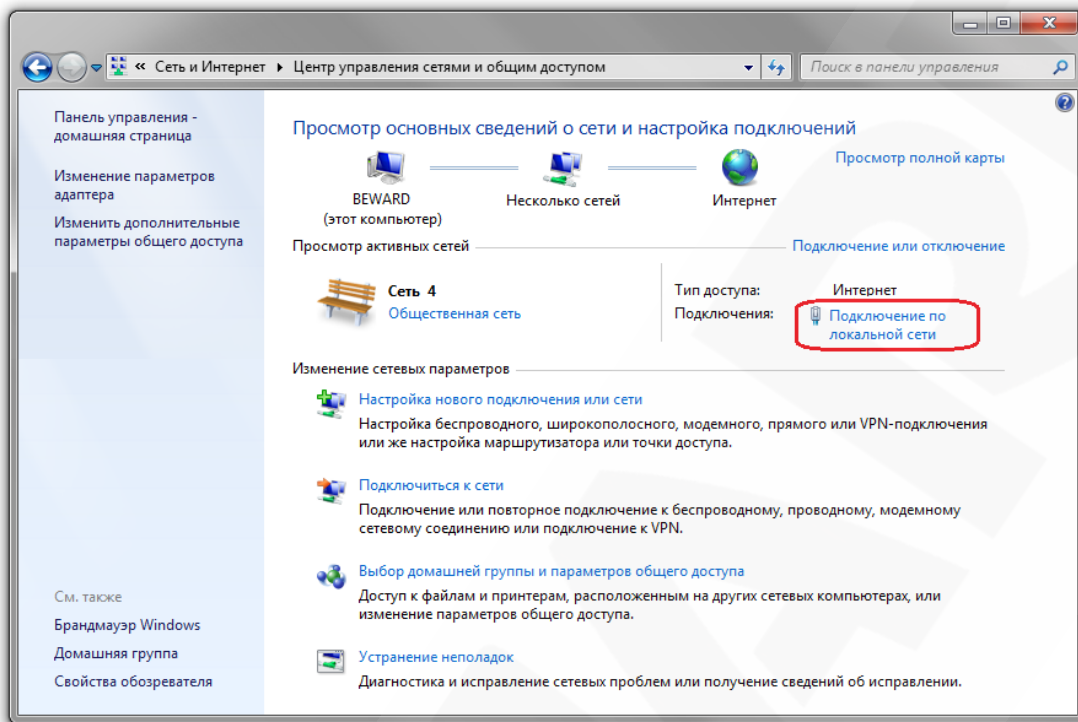 « Сеть и Интернет ▸ Центр управления сетями и общим доступом
Поиск в панели управления
Панель управления -
домашняя страница
Изменение параметров
адаптера
Изменить дополнительные
параметры общего доступа
См. также
Брандмауэр Windows
Домашняя группа
Свойства обозревателя
Просмотр основных сведений о сети и настройка подключений
Просмотр полной карты
BEWARD
(этот компьютер)
Несколько сетей
Интернет
Просмотр активных сетей
Подключение или отключение
Сеть 4
Общественная сеть
Тип доступа: Интернет
Подключения: Подключение по
локальной сети
Изменение сетевых параметров
Настройка нового подключения или сети
Настройка беспроводного, широкополосного, модемного, прямого или VPN-подключения
или же настройка маршрутизатора или точки доступа.
Подключиться к сети
Подключение или повторное подключение к беспроводному, проводному, модемному
сетевому соединению или подключение к VPN.
Выбор домашней группы и параметров общего доступа
Доступ к файлам и принтерам, расположенным на других сетевых компьютерах, или
изменение параметров общего доступа.
Устранение неполадок
Диагностика и исправление сетевых проблем или получение сведений об исправлении.